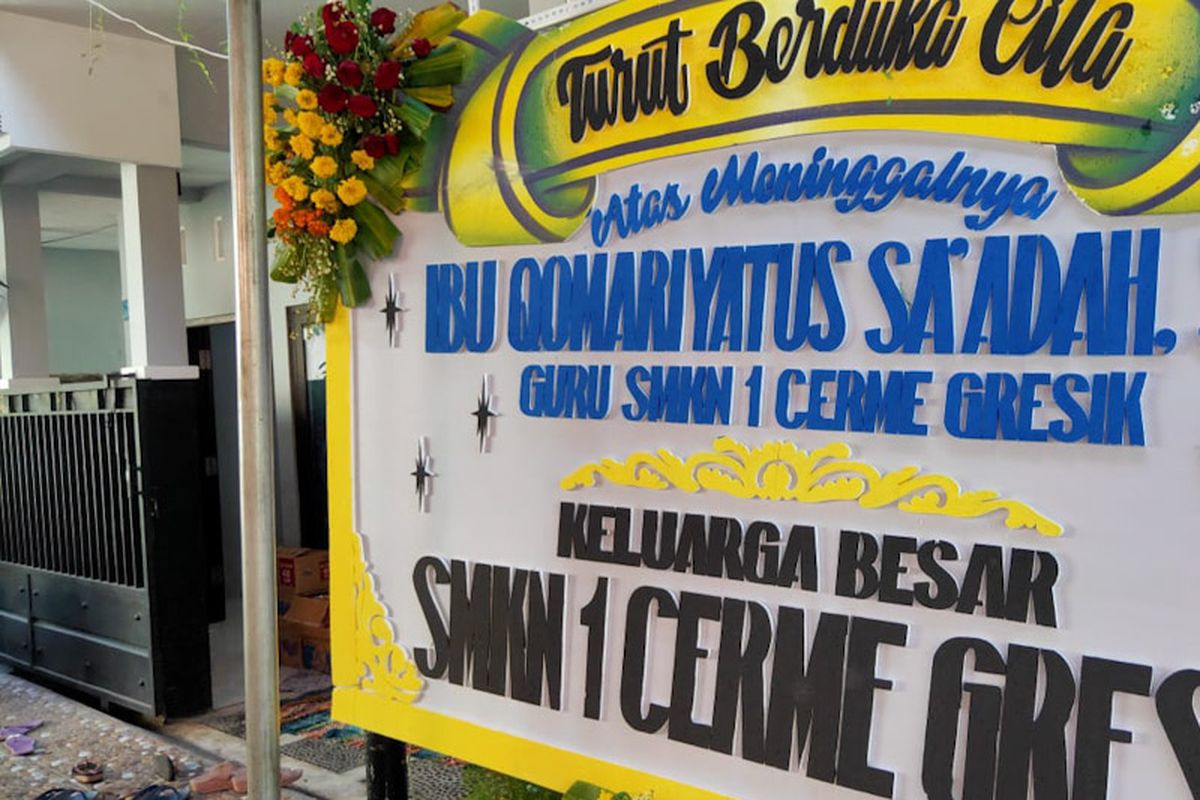 Turut Berduka Cita
Atas Meninggalnya
IBU QOMARIYATUS SA'ADAH,
GURU SMKN 1 CERME GRESIK
KELUARGA BESAR
SMKN 1 CERME GRES